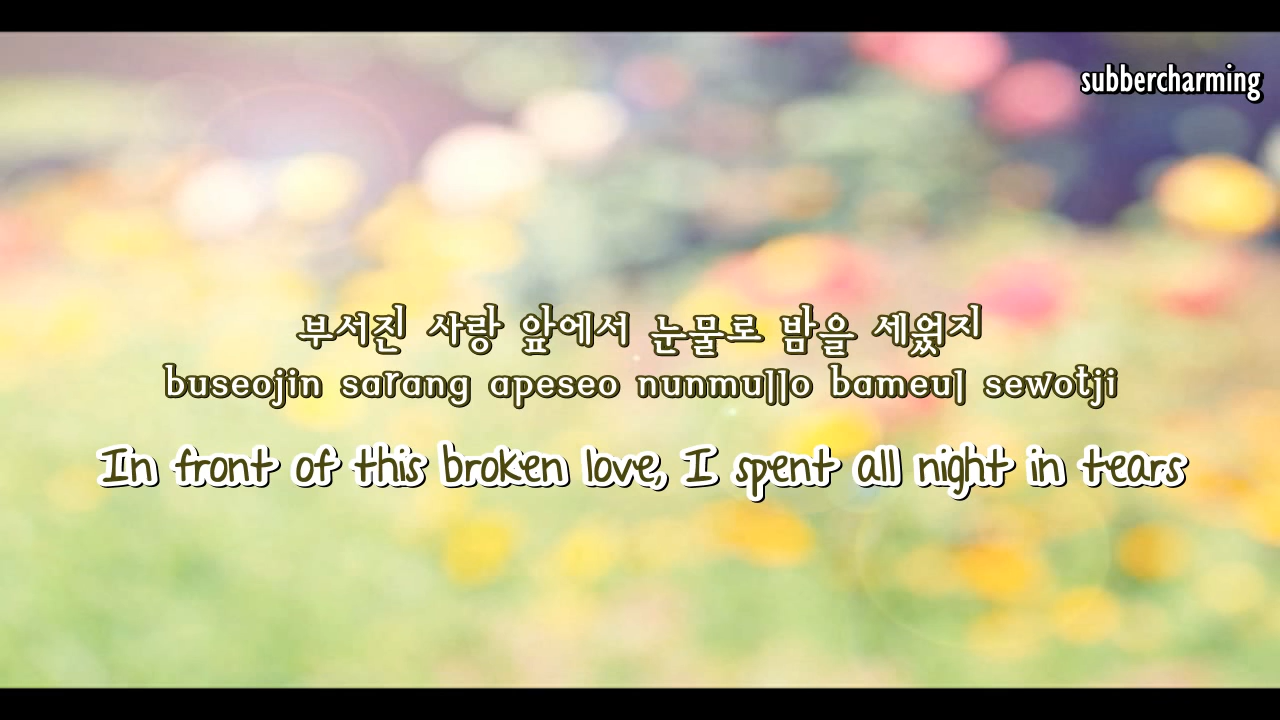 subbercharming
부서진 사랑 앞에서 눈물로 밤을 세웠지
buseojin sarang apeseo nunmullo bameul sewotji
In front of this broken love, I spent all night in tears